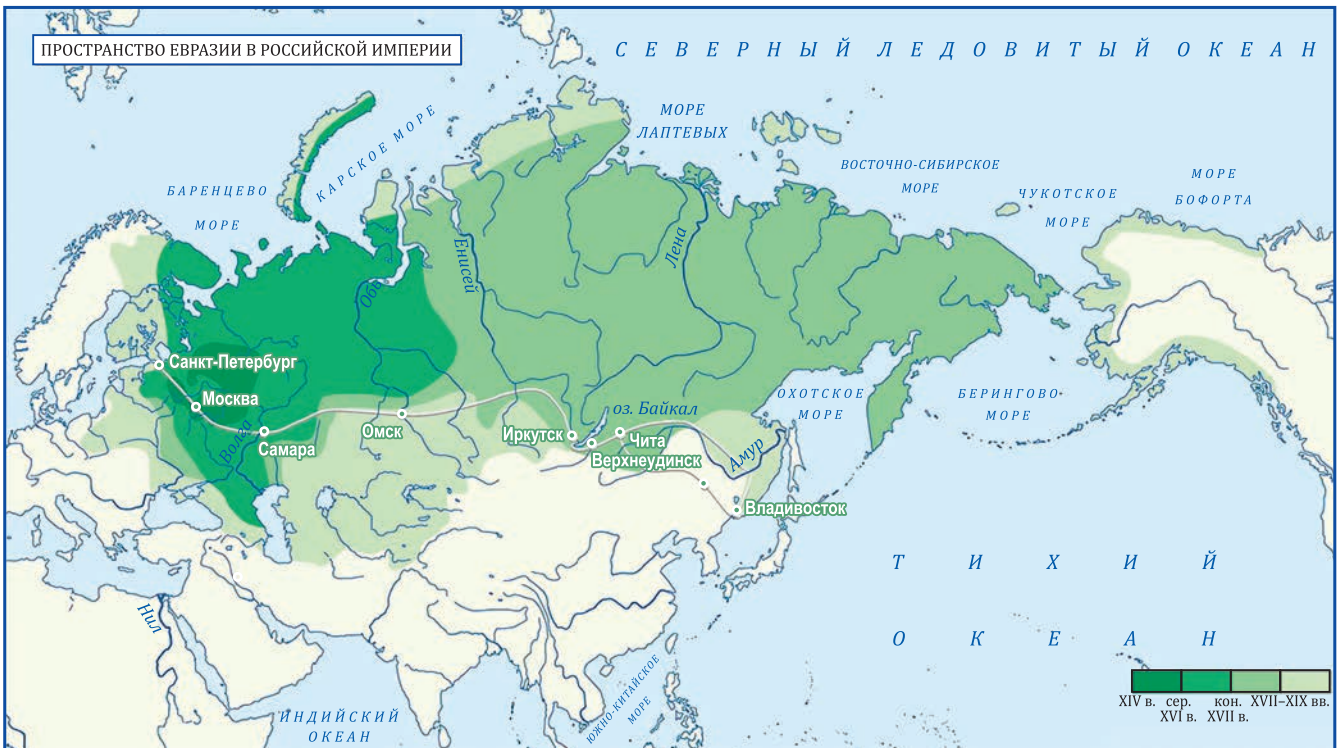 ПРОСТРАНСТВО ЕВРАЗИИ В РОССИЙСКОЙ ИМПЕРИИ
СЕВЕРНЫЙ ЛЕДОВИТЫЙ ОКЕАН
МОРЕ
ЛАПТЕВЫХ
КАРСКОЕ МОРЕ
БАРЕНЦЕВО
МОРЕ
ВОСТОЧНО-СИБИРСКОЕ
МОРЕ
ЧУКОТСКОЕ
МОРЕ
МОРЕ
БОФОРТА
Обь
Енисей
Лена
Санкт-Петербург
Москва
Волга
Самара
Омск
Иркутск
оз. Байкал
Чита
Верхнеудинск
Амур
Владивосток
ОХОТСКОЕ
МОРЕ
БЕРИНГОВО
МОРЕ
ТИХИЙ
ОКЕАН
Нил
ИНДИЙСКИЙ
ОКЕАН
ЮЖНО-КИТАЙСКОЕ
МОРЕ
XIV в. сер. кон. XVII–XIX вв.
XVI в. XVII в.